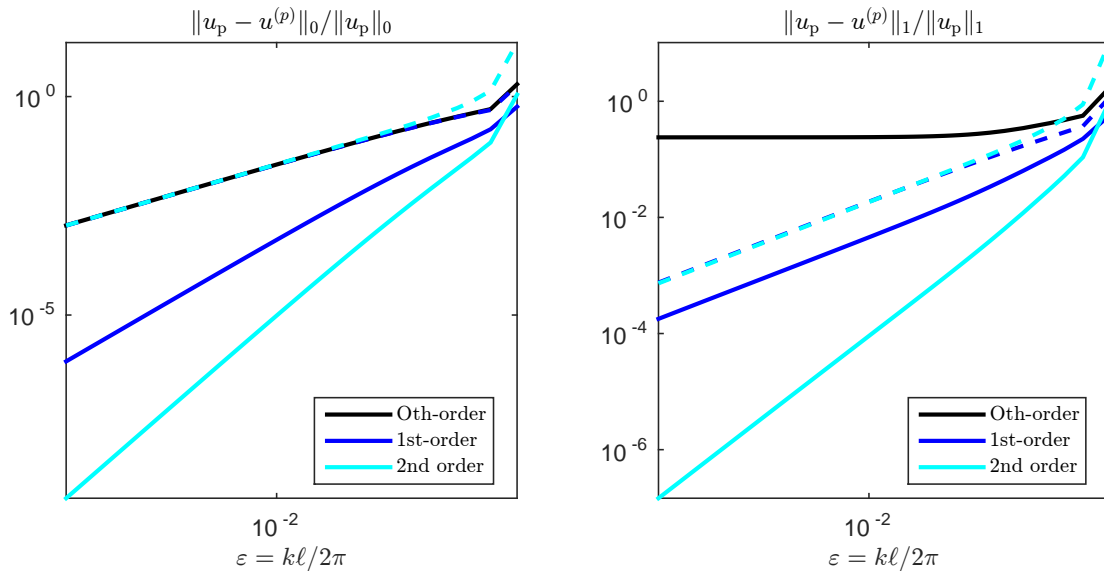 ‖u_p − u^(p)‖_0/‖u_p‖_0
10^0
10^-5
Oth-order
1st-order
2nd order
10^-2
ε = kℓ/2π
‖u_p − u^(p)‖_1/‖u_p‖_1
10^0
10^-2
10^-4
10^-6
Oth-order
1st-order
2nd order
10^-2
ε = kℓ/2π